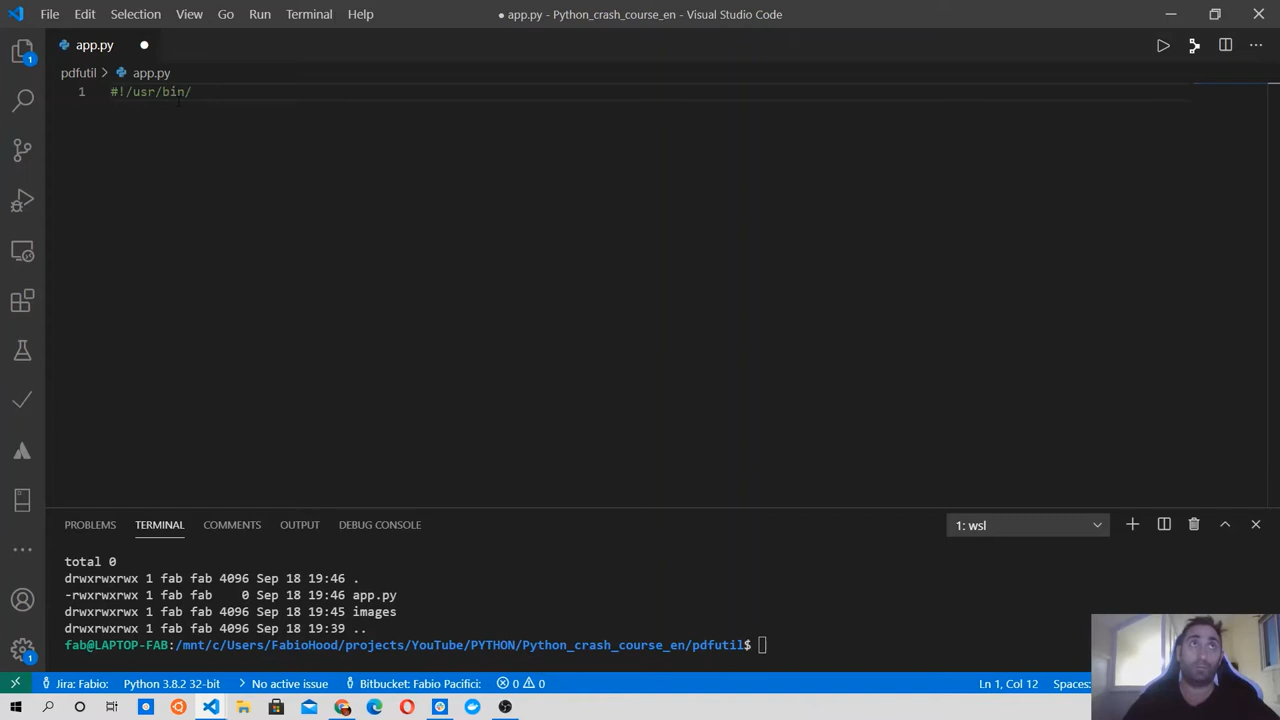 File Edit Selection View Go Run Terminal Help
● app.py - Python_crash_course_en - Visual Studio Code
app.py
pdfutil > app.py
1 #!/usr/bin/
PROBLEMS TERMINAL COMMENTS OUTPUT DEBUG CONSOLE
1: wsl
total 0
drwxrwxrwx 1 fab fab 4096 Sep 18 19:46 .
-rwxrwxrwx 1 fab fab    0 Sep 18 19:46 app.py
drwxrwxrwx 1 fab fab 4096 Sep 18 19:45 images
drwxrwxrwx 1 fab fab 4096 Sep 18 19:39 ..
fab@LAPTOP-FAB:/mnt/c/Users/FabioHood/projects/YouTube/PYTHON/Python_crash_course_en/pdfutil$
Jira: Fabio: Python 3.8.2 32-bit No active issue Bitbucket: Fabio Pacifici: 0 0 Ln 1, Col 12 Spaces:
1
1